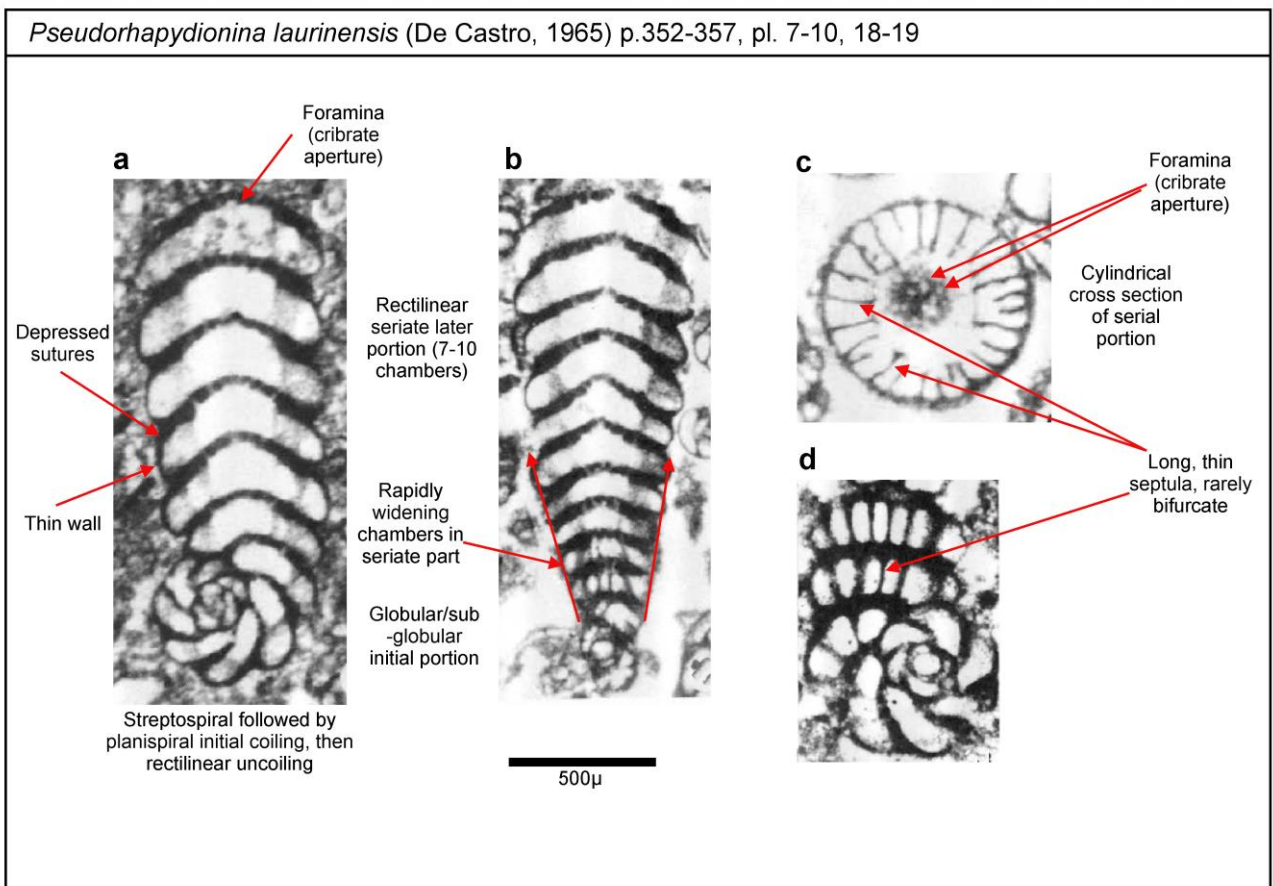 Pseudorhapydionina laurinensis (De Castro, 1965) p.352-357, pl. 7-10, 18-19
Foramina
(cribrate
aperture)
a
b
c
Foramina
(cribrate
aperture)
Depressed
sutures
Rectilinear
seriate later
portion (7-10
chambers)
Cylindrical
cross section
of serial
portion
Thin wall
Rapidly
widening
chambers in
seriate part
d
Long, thin
septula, rarely
bifurcate
Globular/sub
-globular
initial portion
Streptospiral followed by
planispiral initial coiling, then
rectilinear uncoiling
500µ